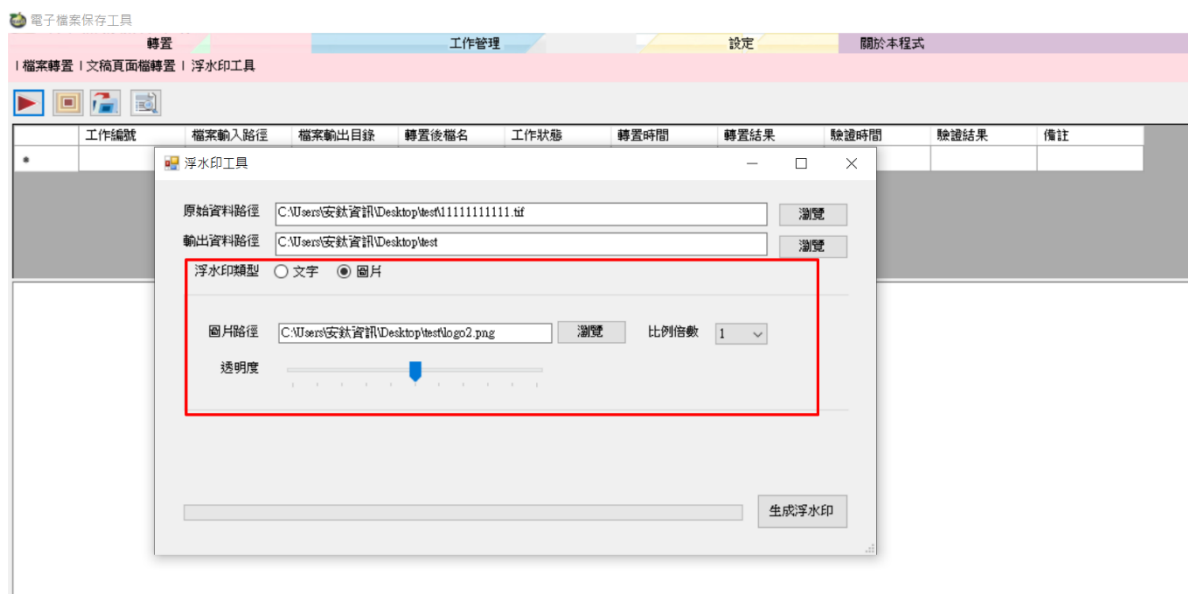 電子檔案保存工具
轉置 工作管理 設定 關於本程式
| 檔案轉置 | 文稿頁面檔轉置 | 浮水印工具
工作編號 檔案輸入路徑 檔案輸出目錄 轉置後檔名 工作狀態 轉置時間 轉置結果 驗證時間 驗證結果 備註
浮水印工具
原始資料路徑 C:\Users\安鈦資訊\Desktop\test\11111111111.tif 瀏覽
輸出資料路徑 C:\Users\安鈦資訊\Desktop\test 瀏覽
浮水印類型 文字 圖片
圖片路徑 C:\Users\安鈦資訊\Desktop\test\logo2.png 瀏覽 比例倍數 1
透明度
生成浮水印